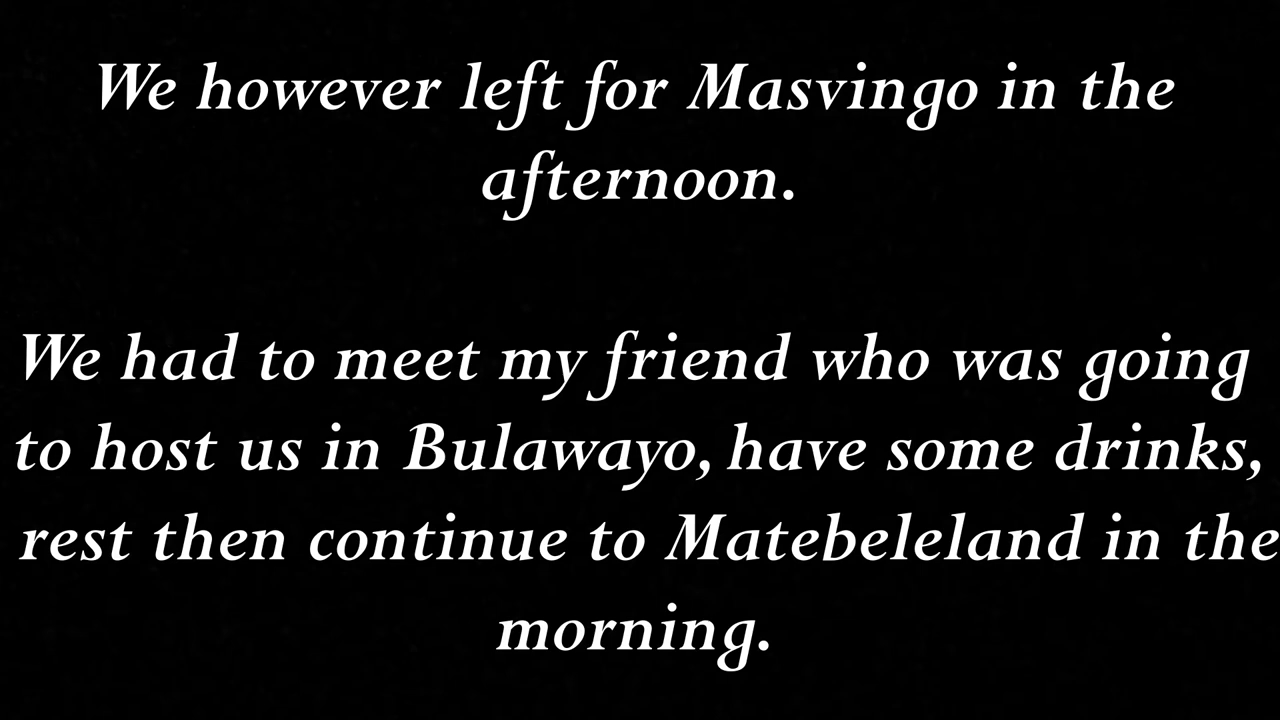 We however left for Masvingo in the
afternoon.
We had to meet my friend who was going
to host us in Bulawayo, have some drinks,
rest then continue to Matebeleland in the
morning.